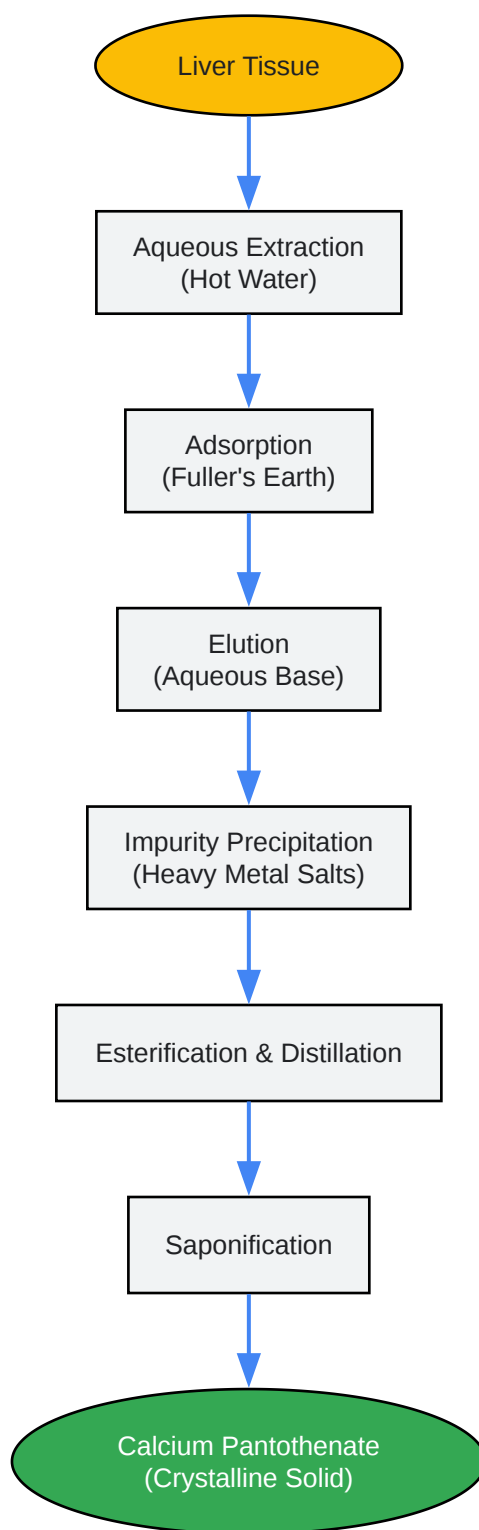 Liver Tissue
Aqueous Extraction
(Hot Water)
Adsorption
(Fuller's Earth)
Elution
(Aqueous Base)
Impurity Precipitation
(Heavy Metal Salts)
Esterification & Distillation
Saponification
Calcium Pantothenate
(Crystalline Solid)